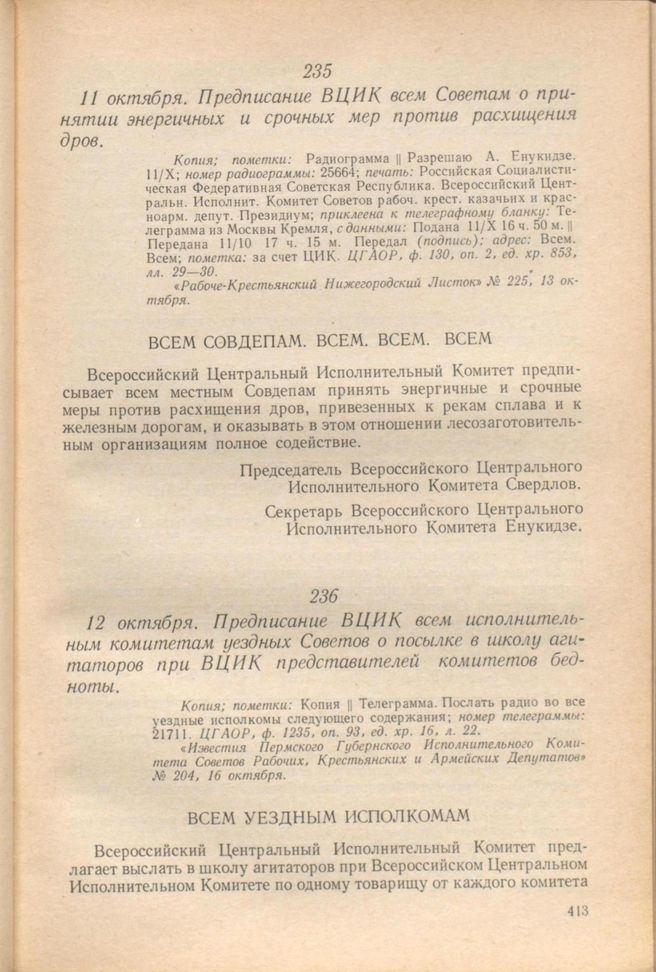 235
11 октября. Предписание ВЦИК всем Советам о при-
нятии энергичных и срочных мер против расхищения
дров.
Копия; пометки: Радиограмма || Разрешаю А. Енукидзе.
11/X; номер радиограммы: 25664; печать: Российская Социалисти-
ческая Федеративная Советская Республика. Всероссийский Цент-
ральн. Исполнит. Комитет Советов рабоч. крест. казачьих и крас-
ноарм. депут. Президиум; приклеена к телеграфному бланку: Те-
леграмма из Москвы Кремля, с данными: Подана 11/X 16 ч. 50 м. ||
Передана 11/10 17 ч. 15 м. Передал (подпись); адрес: Всем.
Всем; пометка: за счет ЦИК. ЦГАОР, ф. 130, оп. 2, ед. хр. 853,
лл. 29—30.
«Рабоче-Крестьянский Нижегородский Листок» № 225, 13 ок-
тября.
ВСЕМ СОВДЕПАМ. ВСЕМ. ВСЕМ. ВСЕМ
Всероссийский Центральный Исполнительный Комитет предпи-
сывает всем местным Совдепам принять энергичные и срочные
меры против расхищения дров, привезенных к рекам сплава и к
железным дорогам, и оказывать в этом отношении лесозаготовитель-
ным организациям полное содействие.
Председатель Всероссийского Центрального
Исполнительного Комитета Свердлов.
Секретарь Всероссийского Центрального
Исполнительного Комитета Енукидзе.
236
12 октября. Предписание ВЦИК всем исполнитель-
ным комитетам уездных Советов о посылке в школу аги-
таторов при ВЦИК представителей комитетов бед-
ноты.
Копия; пометки: Копия || Телеграмма. Послать радио во все
уездные исполкомы следующего содержания; номер телеграммы:
21711. ЦГАОР, ф. 1235, оп. 93, ед. хр. 16, л. 22.
«Известия Пермского Губернского Исполнительного Коми-
тета Советов Рабочих, Крестьянских и Армейских Депутатов»
№ 204, 16 октября.
ВСЕМ УЕЗДНЫМ ИСПОЛКОМАМ
Всероссийский Центральный Исполнительный Комитет пред-
лагает выслать в школу агитаторов при Всероссийском Центральном
Исполнительном Комитете по одному товарищу от каждого комитета
413